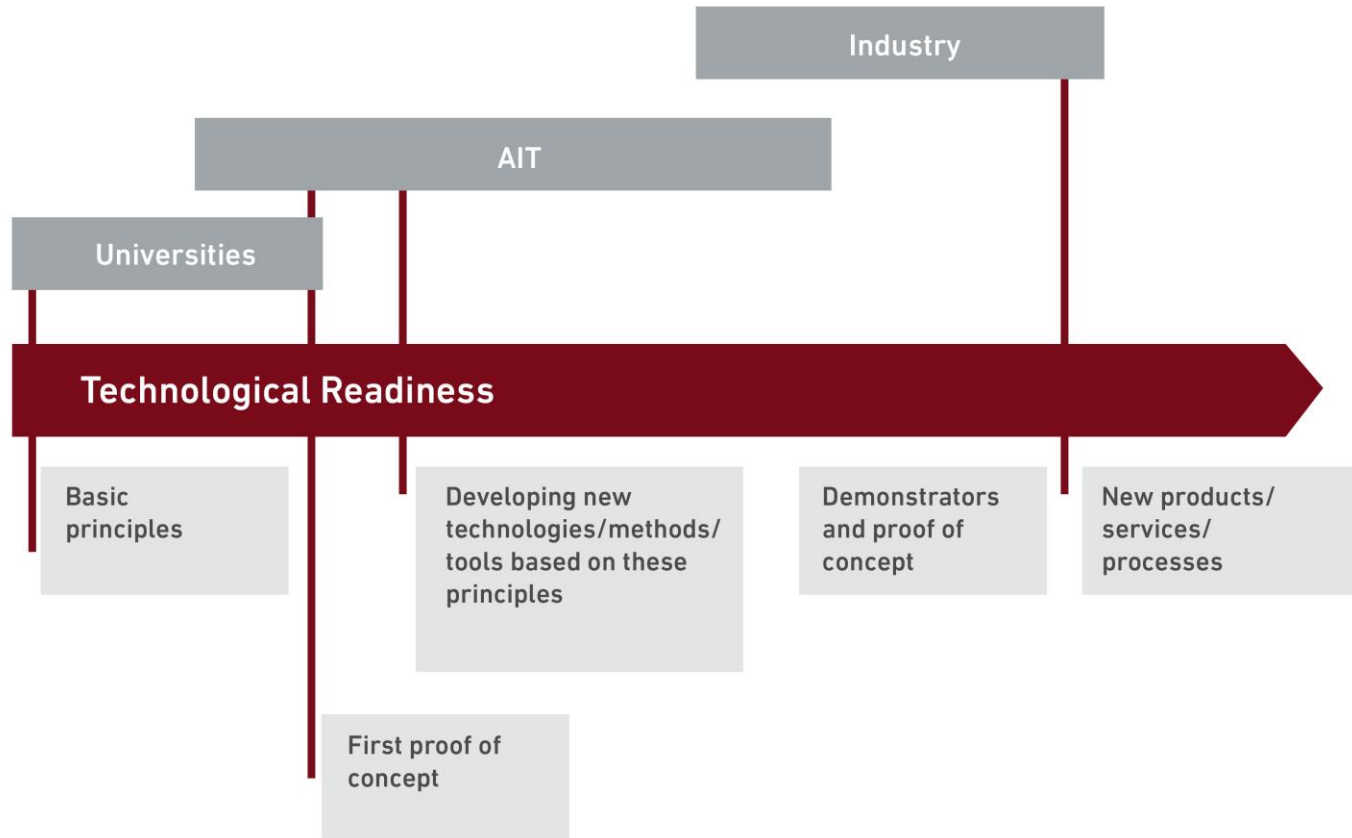 Industry
AIT
Universities
Technological Readiness
Basic
principles
Developing new
technologies/methods/
tools based on these
principles
Demonstrators
and proof of
concept
New products/
services/
processes
First proof of
concept